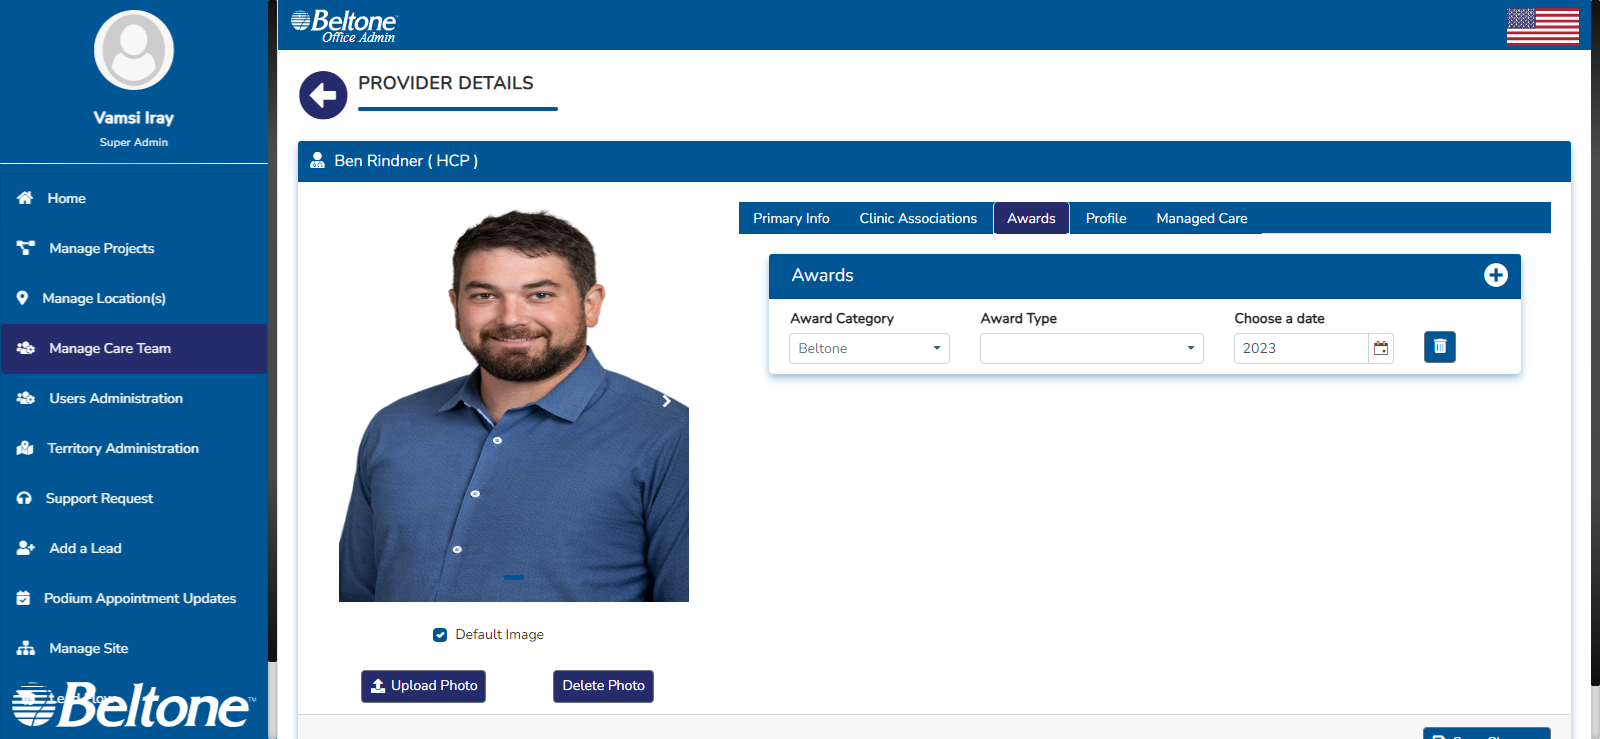 Vamsi Iray
Super Admin
Home
Manage Projects
Manage Location(s)
Manage Care Team
Users Administration
Territory Administration
Support Request
Add a Lead
Podium Appointment Updates
Manage Site
Beltone™
Beltone
Office Admin
PROVIDER DETAILS
Ben Rindner ( HCP )
Primary Info Clinic Associations Awards Profile Managed Care
Awards
Award Category Award Type Choose a date
Beltone 2023
Default Image
Upload Photo Delete Photo